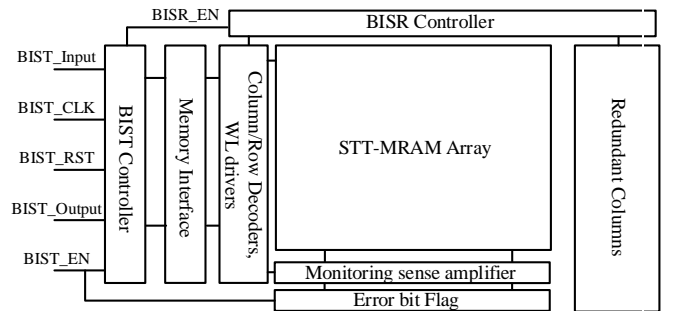 BISR_EN
BISR Controller
BIST_Input
BIST_CLK
BIST_RST
BIST_Output
BIST_EN
BIST Controller
Memory Interface
Column/Row Decoders,
WL drivers
STT-MRAM Array
Redundant Columns
Monitoring sense amplifier
Error bit Flag